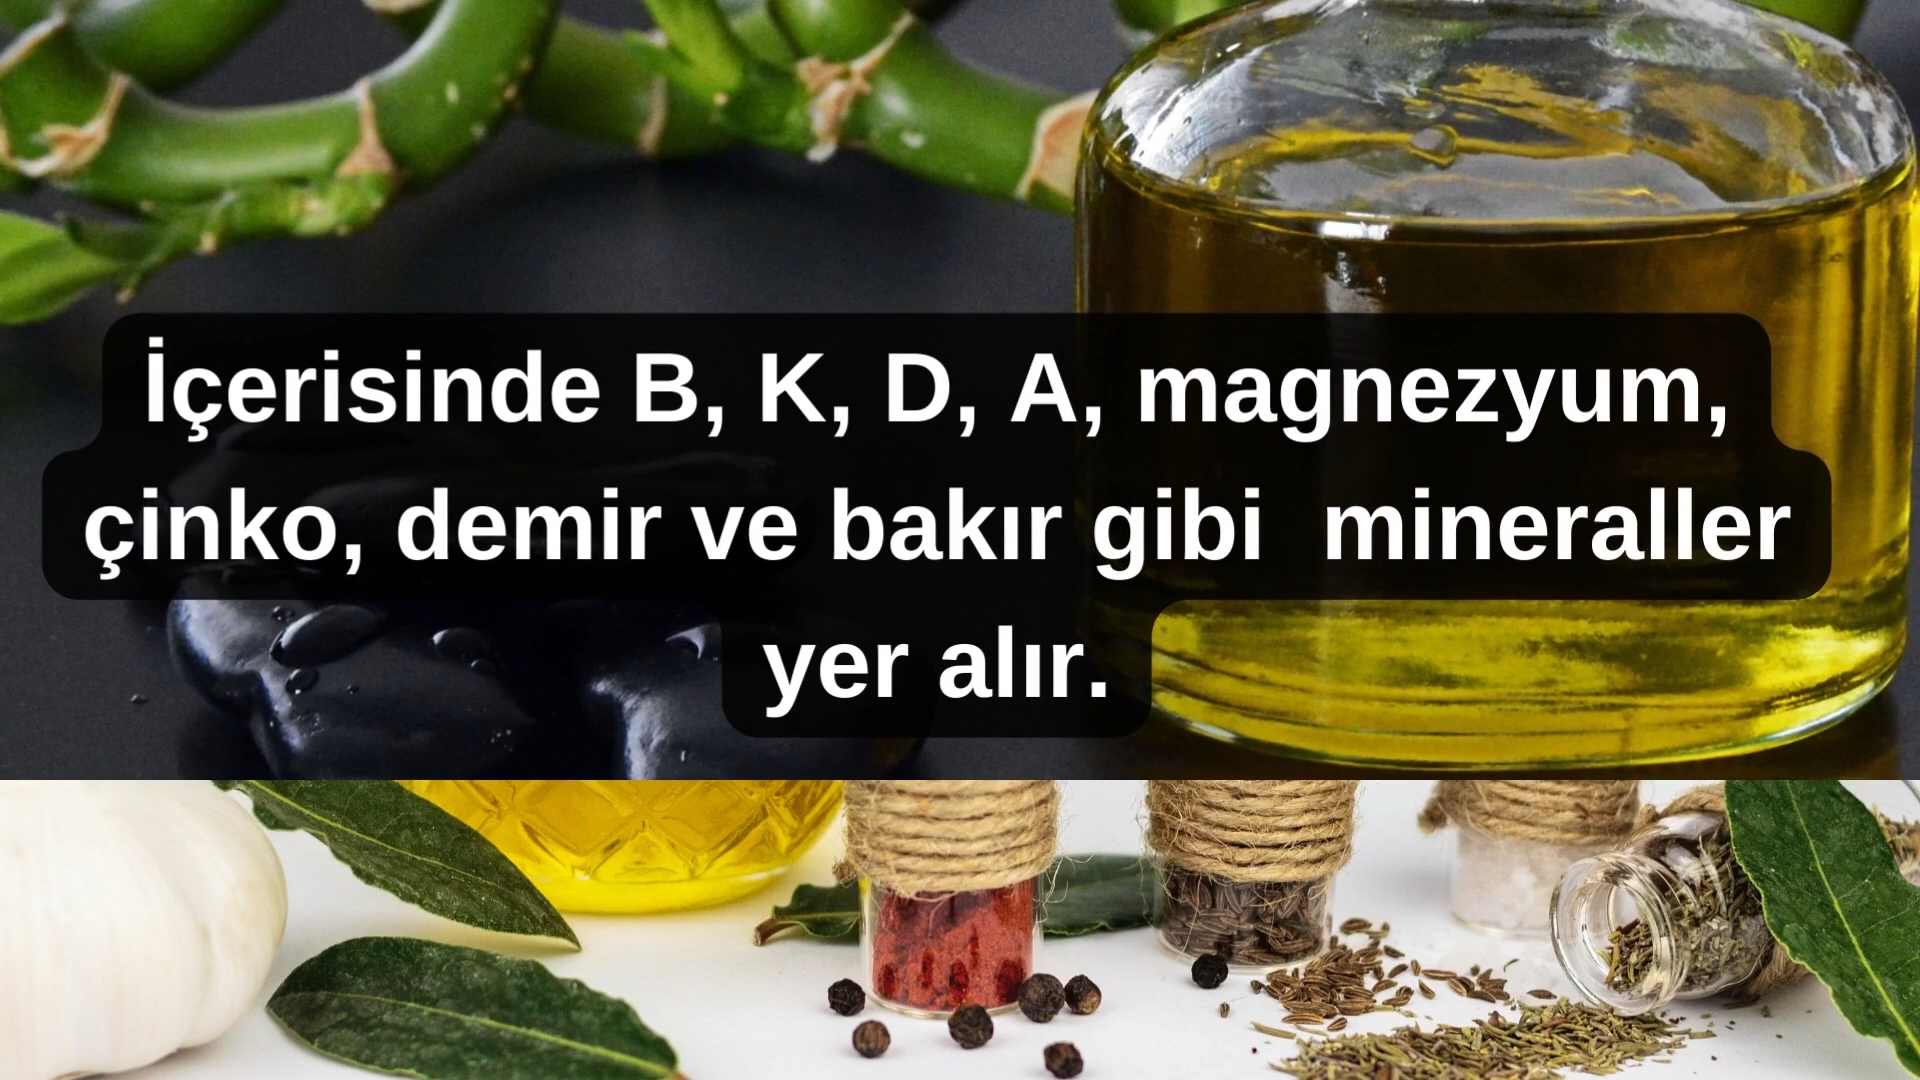 İçerisinde B, K, D, A, magnezyum,
çinko, demir ve bakır gibi  mineraller
yer alır.